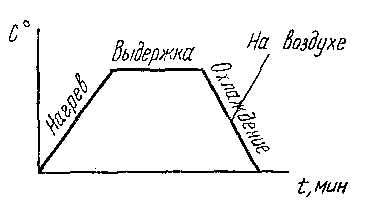 C°
Нагрев
Выдержка
Охлаждение
На воздухе
t, мин